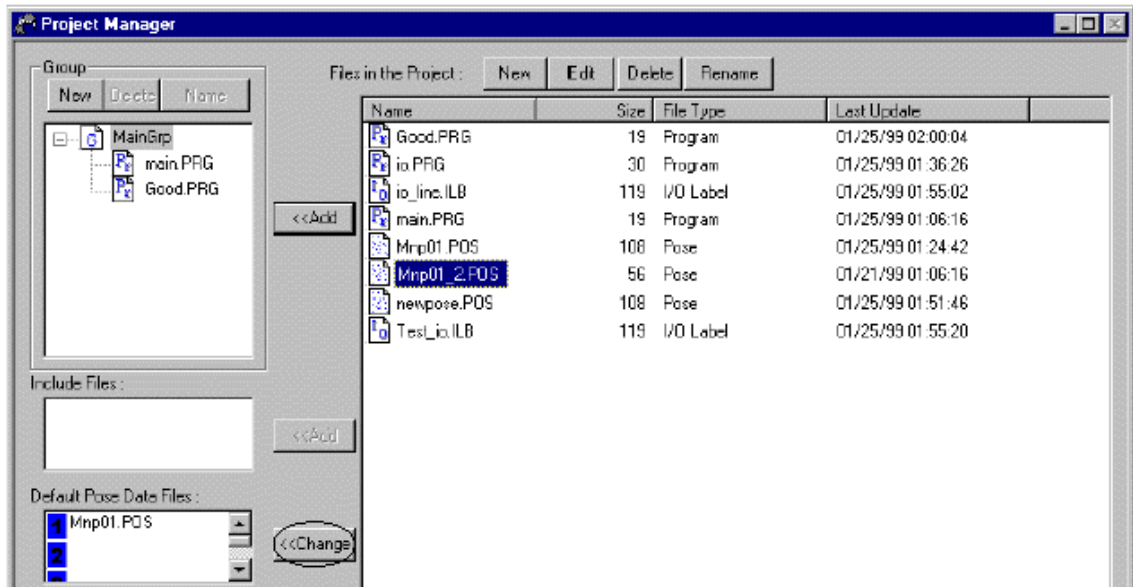 Project Manager
Group
New Delete Name
MainGrp
main.PRG
Good.PRG
Include Files :
Default Pose Data Files :
1 Mnp01.POS
2
<<Add
<<Add
<<Change
Files in the Project : New Edit Delete Rename
Name Size File Type Last Update
Good.PRG 19 Program 01/25/99 02:00:04
io.PRG 30 Program 01/25/99 01:36:26
io_line.ILB 119 I/O Label 01/25/99 01:55:02
main.PRG 19 Program 01/25/99 01:06:16
Mnp01.POS 108 Pose 01/25/99 01:24:42
Mnp01_2.POS 56 Pose 01/21/99 01:06:16
newpose.POS 108 Pose 01/25/99 01:51:46
Test_io.ILB 119 I/O Label 01/25/99 01:55:20